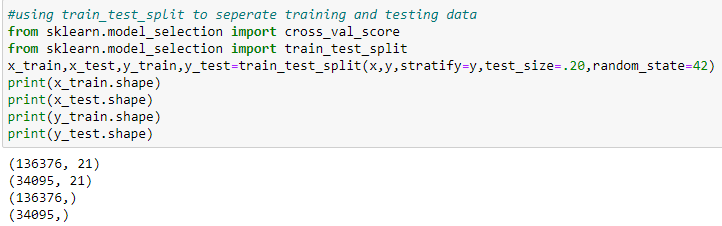 #using train_test_split to seperate training and testing data
from sklearn.model_selection import cross_val_score
from sklearn.model_selection import train_test_split
x_train,x_test,y_train,y_test=train_test_split(x,y,stratify=y,test_size=.20,random_state=42)
print(x_train.shape)
print(x_test.shape)
print(y_train.shape)
print(y_test.shape)
(136376, 21)
(34095, 21)
(136376,)
(34095,)